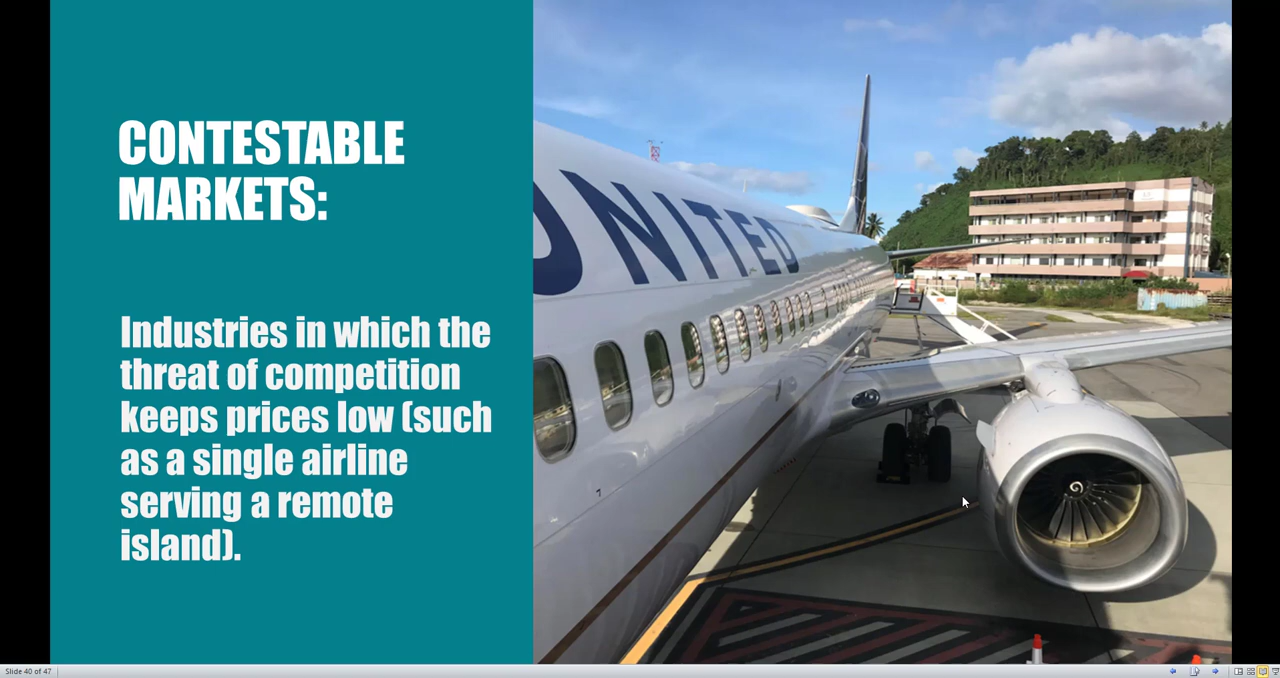 CONTESTABLE
MARKETS:
Industries in which the
threat of competition
keeps prices low (such
as a single airline
serving a remote
island).
UNITED
7
Slide 40 of 47